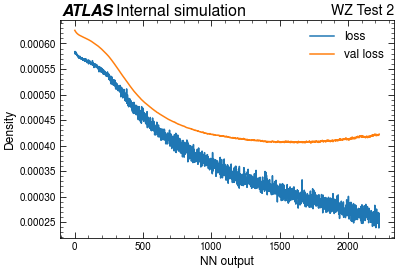 ATLAS Internal simulation WZ Test 2
loss
val loss
0.00060
0.00055
0.00050
0.00045
0.00040
0.00035
0.00030
0.00025
Density
0 500 1000 1500 2000
NN output